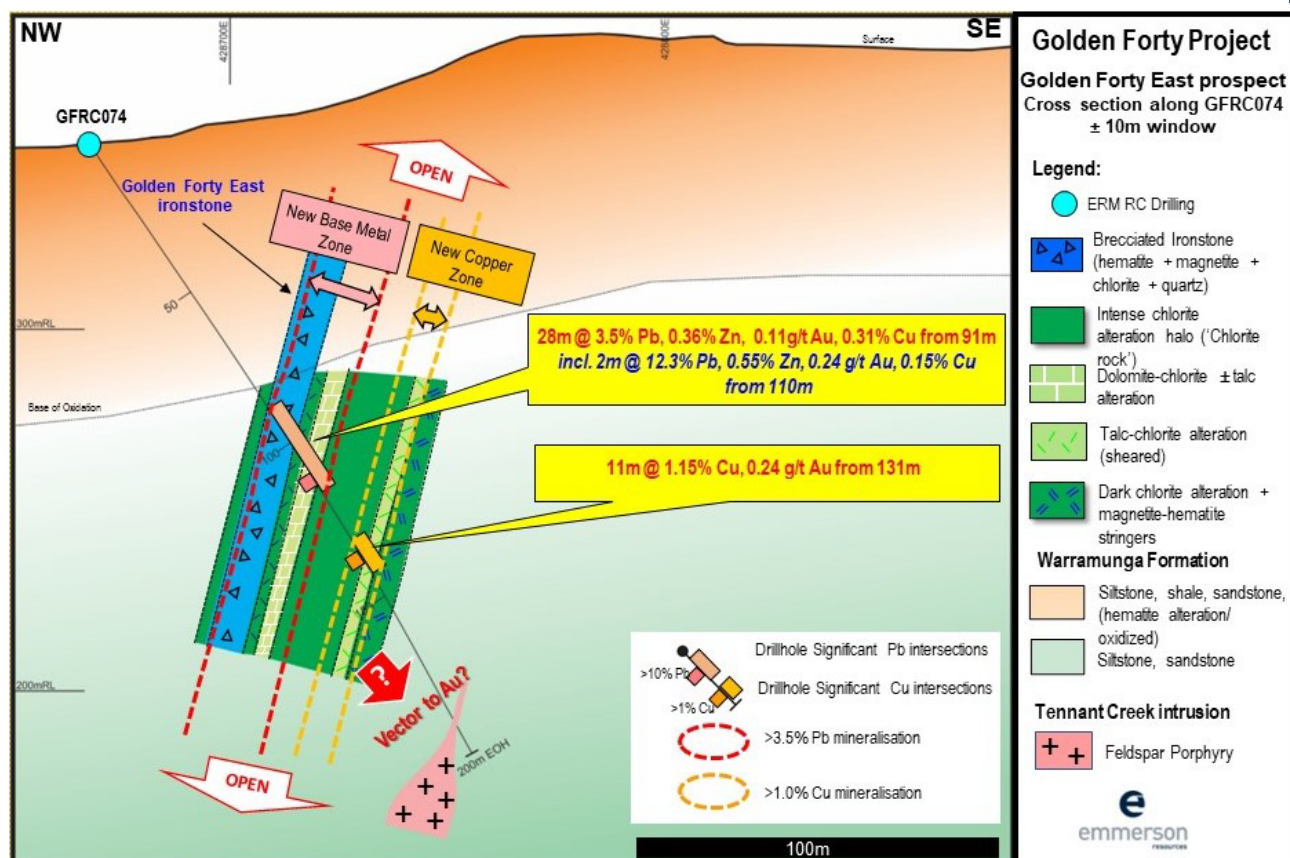 NW
SE
428700E
428400E
Surface
GFRC074
OPEN
Golden Forty East
ironstone
New Base Metal
Zone
New Copper
Zone
50
300mRL
28m @ 3.5% Pb, 0.36% Zn, 0.11g/t Au, 0.31% Cu from 91m
incl. 2m @ 12.3% Pb, 0.55% Zn, 0.24 g/t Au, 0.15% Cu
from 110m
Base of Oxidation
100
11m @ 1.15% Cu, 0.24 g/t Au from 131m
?
200mRL
Vector to Au?
200m EOH
OPEN
Drillhole Significant Pb intersections
>10% Pb
Drillhole Significant Cu intersections
>1% Cu
>3.5% Pb mineralisation
>1.0% Cu mineralisation
100m
Golden Forty Project
Golden Forty East prospect
Cross section along GFRC074
± 10m window
Legend:
ERM RC Drilling
Brecciated Ironstone
(hematite + magnetite +
chlorite + quartz)
Intense chlorite
alteration halo ('Chlorite
rock')
Dolomite-chlorite ± talc
alteration
Talc-chlorite alteration
(sheared)
Dark chlorite alteration +
magnetite-hematite
stringers
Warramunga Formation
Siltstone, shale, sandstone,
(hematite alteration/
oxidized)
Siltstone, sandstone
Tennant Creek intrusion
Feldspar Porphyry
e
emmerson
resources